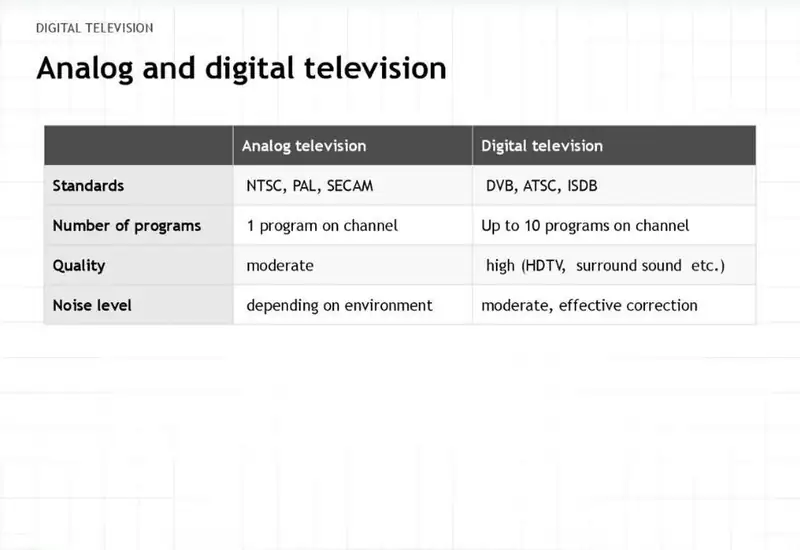 DIGITAL TELEVISION
Analog and digital television
Analog television Digital television
Standards NTSC, PAL, SECAM DVB, ATSC, ISDB
Number of programs 1 program on channel Up to 10 programs on channel
Quality moderate high (HDTV, surround sound etc.)
Noise level depending on environment moderate, effective correction